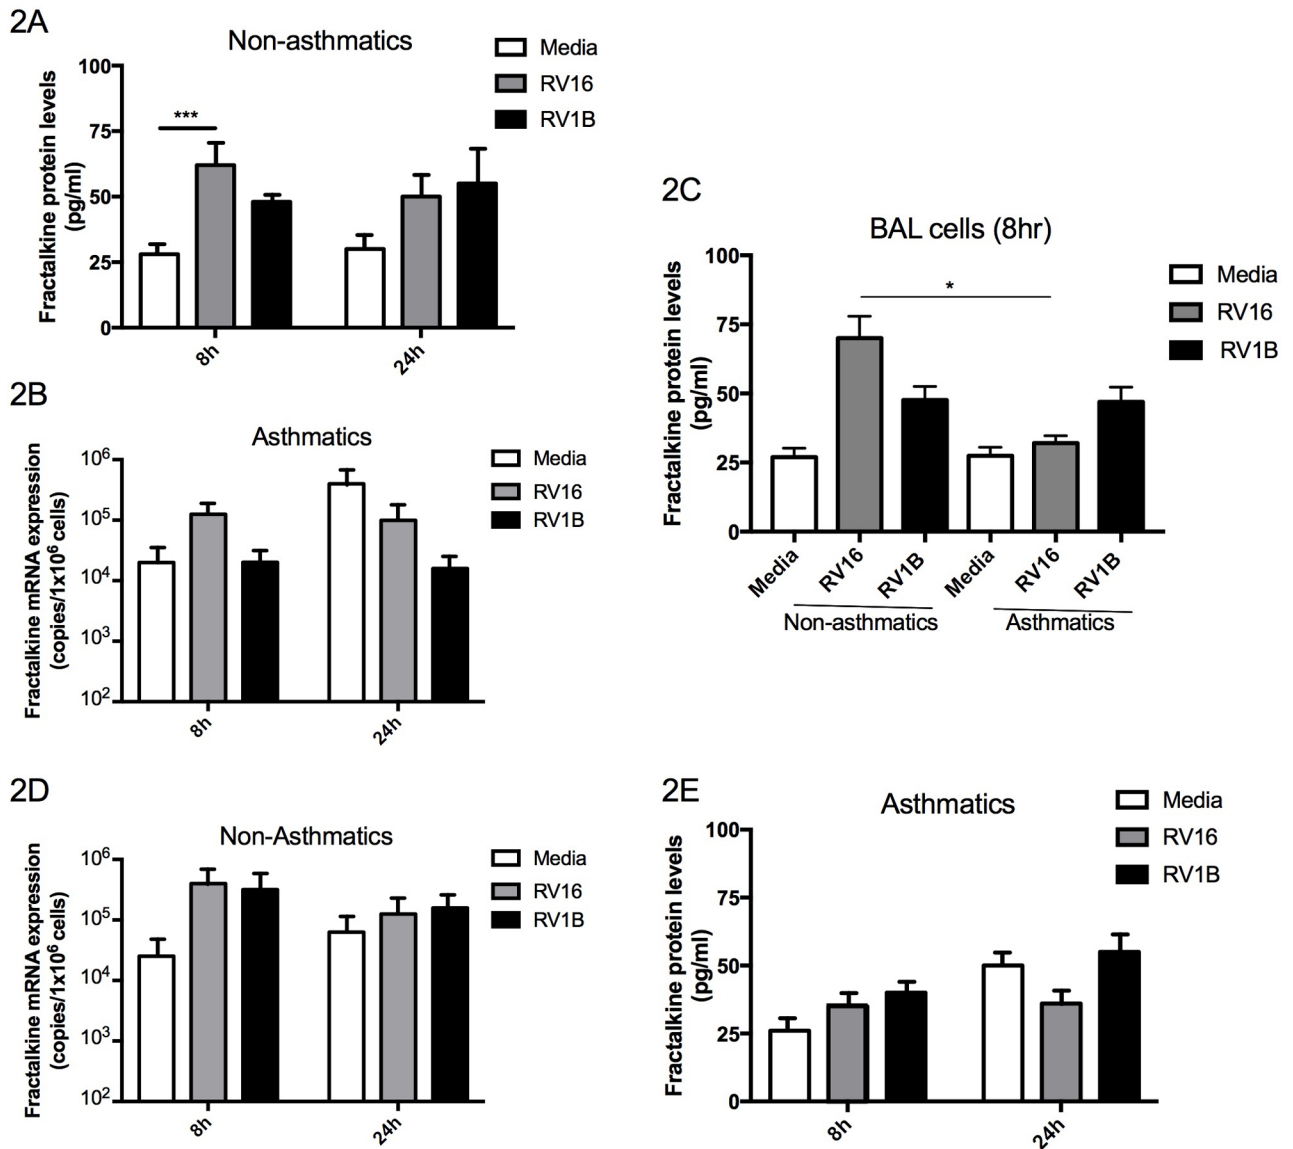 2A
Non-asthmatics
Media
RV16
RV1B
Fractalkine protein levels
(pg/ml)
100
75
50
25
0
***
8h
24h
2B
Asthmatics
Media
RV16
RV1B
Fractalkine mRNA expression
(copies/1x10⁶ cells)
10⁶
10⁵
10⁴
10³
10²
8h
24h
2C
BAL cells (8hr)
Media
RV16
RV1B
Fractalkine protein levels
(pg/ml)
100
75
50
25
0
*
Media
RV16
RV1B
Media
RV16
RV1B
Non-asthmatics
Asthmatics
2D
Non-Asthmatics
Media
RV16
RV1B
Fractalkine mRNA expression
(copies/1x10⁶ cells)
10⁶
10⁵
10⁴
10³
10²
8h
24h
2E
Asthmatics
Media
RV16
RV1B
Fractalkine protein levels
(pg/ml)
100
75
50
25
0
8h
24h